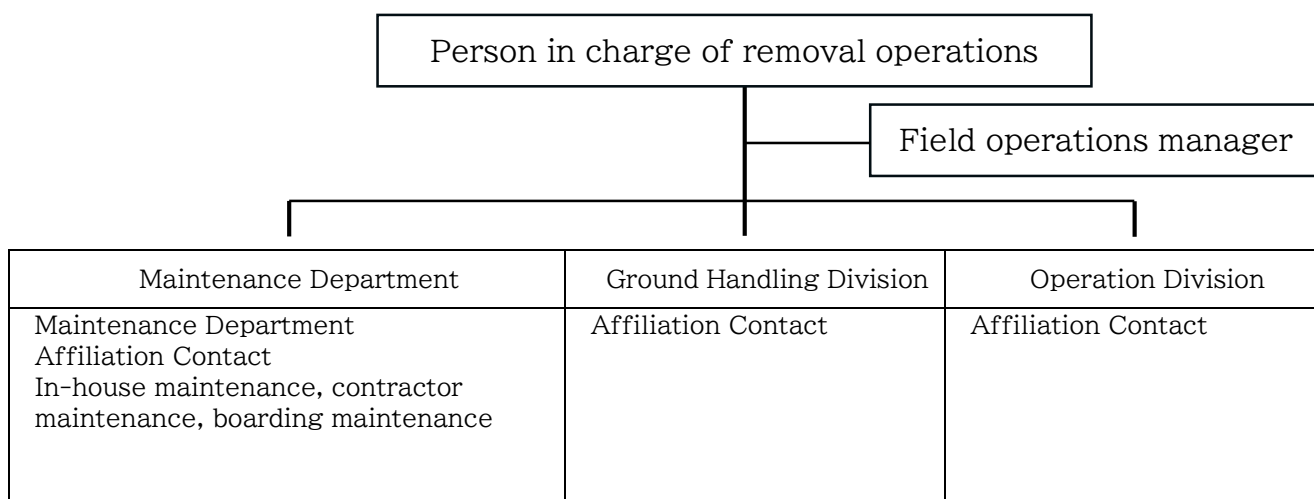 Person in charge of removal operations
Field operations manager
Maintenance Department
Ground Handling Division
Operation Division
Maintenance Department
Affiliation Contact
In-house maintenance, contractor
maintenance, boarding maintenance
Affiliation Contact
Affiliation Contact